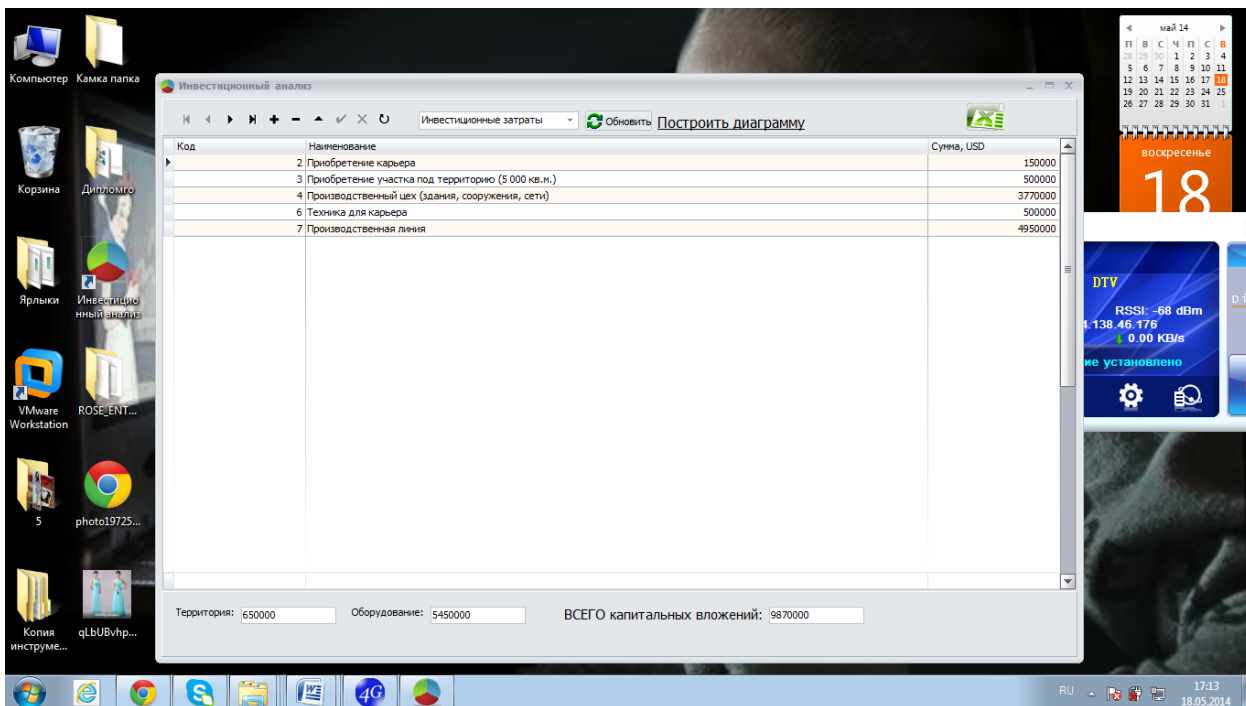 Компьютер
Камка папка
Корзина
Дипломго
Ярлыки
Инвестицио
нный анализ
VMware
Workstation
ROSE_ENT...
5
photo19725...
Копия
инструме...
qLbUBvhp...
Инвестиционный анализ
Инвестиционные затраты
Обновить
Построить диаграмму
Код Наименование Сумма, USD
2 Приобретение карьера 150000
3 Приобретение участка под территорию (5 000 кв.м.) 500000
4 Производственный цех (здания, сооружения, сети) 3770000
6 Техника для карьера 500000
7 Производственная линия 4950000
Территория: 650000 Оборудование: 5450000 ВСЕГО капитальных вложений: 9870000
май 14
П В С Ч П С В
28 29 30 1 2 3 4
5 6 7 8 9 10 11
12 13 14 15 16 17 18
19 20 21 22 23 24 25
26 27 28 29 30 31 1
воскресенье
18
DTV
RSSI: -68 dBm
.138.46.176
0.00 KB/s
ие установлено
4G
RU
17:13
18.05.2014